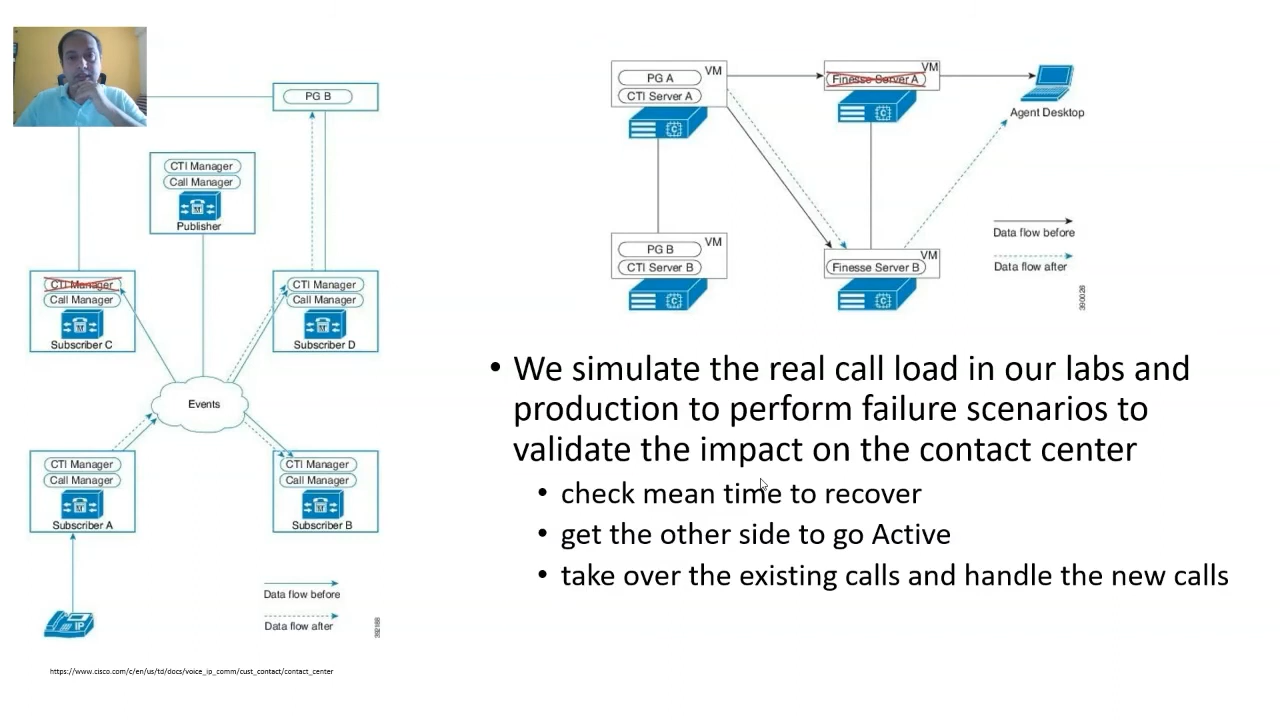 PG B
CTI Manager
Call Manager
Publisher
CTI Manager
Call Manager
Subscriber C
CTI Manager
Call Manager
Subscriber D
Events
CTI Manager
Call Manager
Subscriber A
CTI Manager
Call Manager
Subscriber B
IP
Data flow before
Data flow after
https://www.cisco.com/c/en/us/td/docs/voice_ip_comm/cust_contact/contact_center
PG A
VM
CTI Server A
C
VM
Finesse Server A
C
Agent Desktop
PG B
VM
CTI Server B
C
VM
Finesse Server B
C
Data flow before
Data flow after
390026
• We simulate the real call load in our labs and
production to perform failure scenarios to
validate the impact on the contact center
• check mean time to recover
• get the other side to go Active
• take over the existing calls and handle the new calls